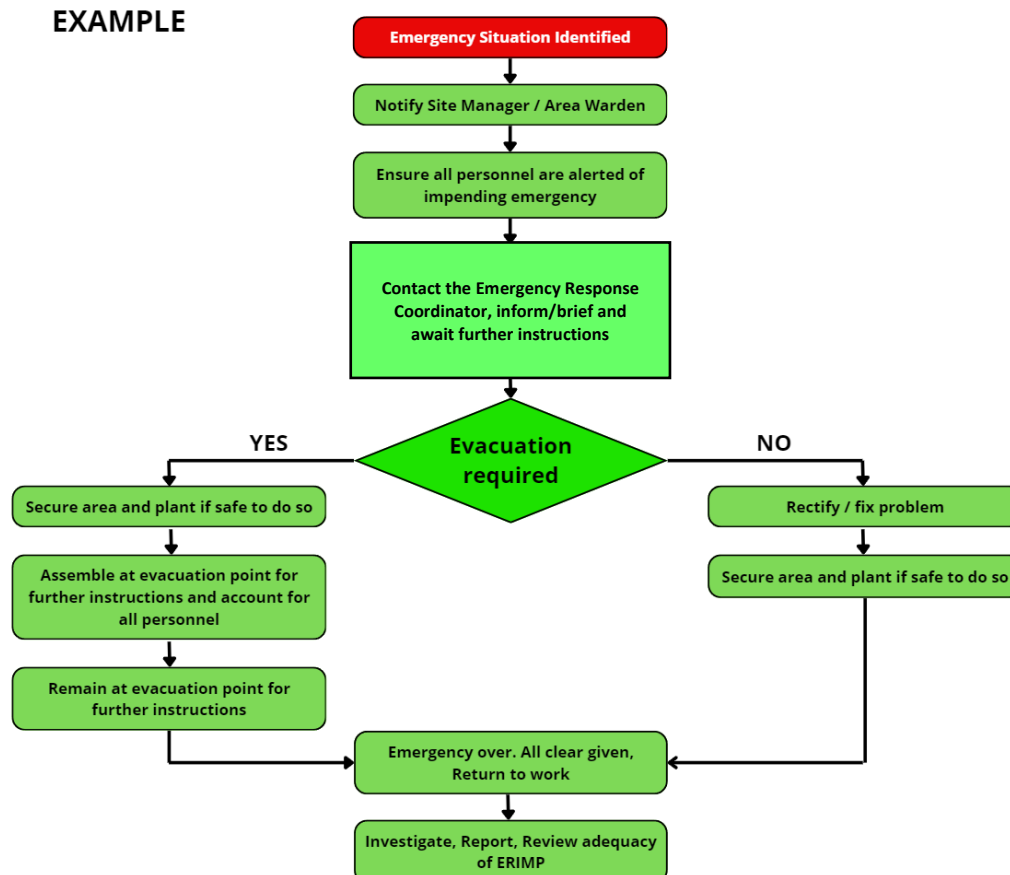 EXAMPLE
Emergency Situation Identified
Notify Site Manager / Area Warden
Ensure all personnel are alerted of
impending emergency
Contact the Emergency Response
Coordinator, inform/brief and
await further instructions
Evacuation
required
YES
Secure area and plant if safe to do so
Assemble at evacuation point for
further instructions and account for
all personnel
Remain at evacuation point for
further instructions
NO
Rectify / fix problem
Secure area and plant if safe to do so
Emergency over. All clear given,
Return to work
Investigate, Report, Review adequacy
of ERIMP